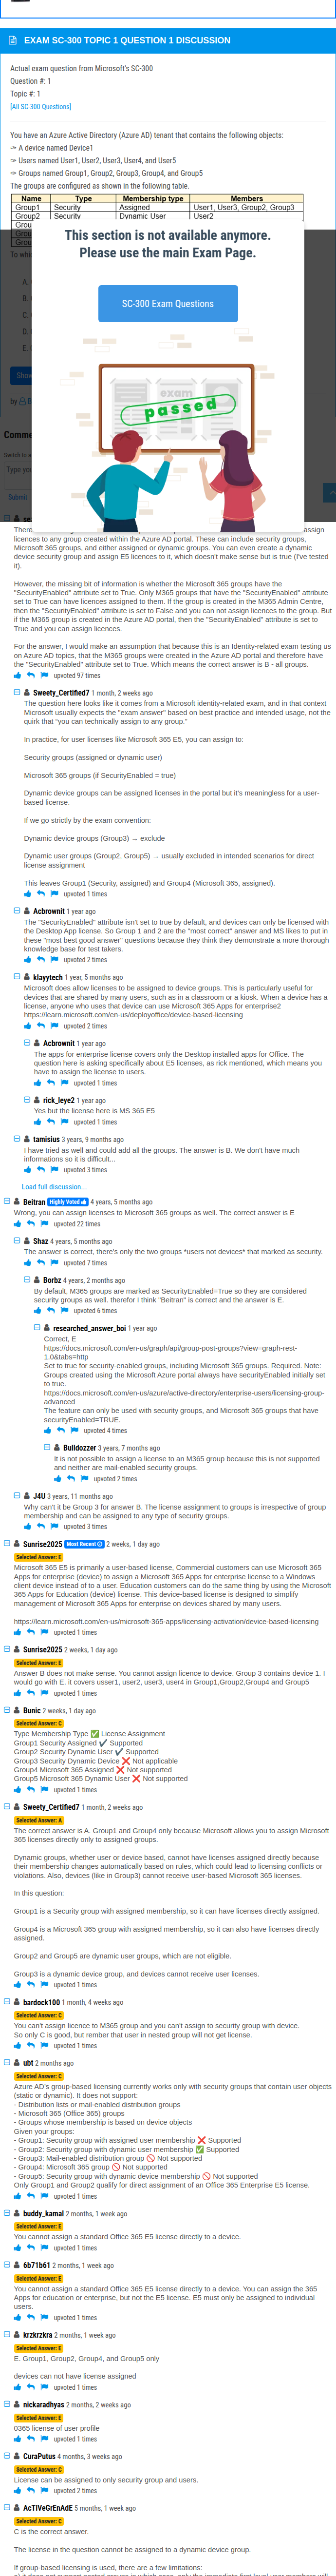 EXAM SC-300 TOPIC 1 QUESTION 1 DISCUSSION
Actual exam question from Microsoft's SC-300
Question #: 1
Topic #: 1
[All SC-300 Questions]
You have an Azure Active Directory (Azure AD) tenant that contains the following objects:
✑ A device named Device1
✑ Users named User1, User2, User3, User4, and User5
✑ Groups named Group1, Group2, Group3, Group4, and Group5
The groups are configured as shown in the following table.
Name Type Membership type Members
Group1 Security Assigned User1, User3, Group2, Group3
Group2 Security Dynamic User User2
This section is not available anymore.
Please use the main Exam Page.
SC-300 Exam Questions
exam
passed
To whi
A.
B.
C.
D.
E.
Show
by
Comme
Switch to a
Type you
Submit
assign
licences to any group created within the Azure AD portal. These can include security groups,
Microsoft 365 groups, and either assigned or dynamic groups. You can even create a dynamic
device security group and assign E5 licences to it, which doesn't make sense but is true (I've tested
it).
However, the missing bit of information is whether the Microsoft 365 groups have the
"SecurityEnabled" attribute set to True. Only M365 groups that have the "SecurityEnabled" attribute
set to True can have licences assigned to them. If the group is created in the M365 Admin Centre,
then the "SecurityEnabled" attribute is set to False and you can not assign licences to the group. But
if the M365 group is created in the Azure AD portal, then the "SecurityEnabled" attribute is set to
True and you can assign licences.
For the answer, I would make an assumption that because this is an Identity-related exam testing us
on Azure AD topics, that the M365 groups were created in the Azure AD portal and therefore have
the "SecurityEnabled" attribute set to True. Which means the correct answer is B - all groups.
upvoted 97 times
Sweety_Certified7 1 month, 2 weeks ago
The question here looks like it comes from a Microsoft identity-related exam, and in that context
Microsoft usually expects the "exam answer" based on best practice and intended usage, not the
quirk that "you can technically assign to any group."
In practice, for user licenses like Microsoft 365 E5, you can assign to:
Security groups (assigned or dynamic user)
Microsoft 365 groups (if SecurityEnabled = true)
Dynamic device groups can be assigned licenses in the portal but it's meaningless for a user-
based license.
If we go strictly by the exam convention:
Dynamic device groups (Group3) → exclude
Dynamic user groups (Group2, Group5) → usually excluded in intended scenarios for direct
license assignment
This leaves Group1 (Security, assigned) and Group4 (Microsoft 365, assigned).
upvoted 1 times
Acbrownit 1 year ago
The "SecurityEnabled" attribute isn't set to true by default, and devices can only be licensed with
the Desktop App license. So Group 1 and 2 are the "most correct" answer and MS likes to put in
these "most best good answer" questions because they think they demonstrate a more thorough
knowledge base for test takers.
upvoted 2 times
klayytech 1 year, 5 months ago
Microsoft does allow licenses to be assigned to device groups. This is particularly useful for
devices that are shared by many users, such as in a classroom or a kiosk. When a device has a
license, anyone who uses that device can use Microsoft 365 Apps for enterprise2
https://learn.microsoft.com/en-us/deployoffice/device-based-licensing
upvoted 2 times
Acbrownit 1 year ago
The apps for enterprise license covers only the Desktop installed apps for Office. The
question here is asking specifically about E5 licenses, as rick mentioned, which means you
have to assign the license to users.
upvoted 1 times
rick_leye2 1 year ago
Yes but the license here is MS 365 E5
upvoted 1 times
tamisius 3 years, 9 months ago
I have tried as well and could add all the groups. The answer is B. We don't have much
informations so it is difficult...
upvoted 3 times
Load full discussion...
Beitran Highly Voted 4 years, 5 months ago
Wrong, you can assign licenses to Microsoft 365 groups as well. The correct answer is E
upvoted 22 times
Shaz 4 years, 5 months ago
The answer is correct, there's only the two groups *users not devices* that marked as security.
upvoted 7 times
Borbz 4 years, 2 months ago
By default, M365 groups are marked as SecurityEnabled=True so they are considered
security groups as well. therefor I think "Beitran" is correct and the answer is E.
upvoted 6 times
researched_answer_boi 1 year ago
Correct, E
https://docs.microsoft.com/en-us/graph/api/group-post-groups?view=graph-rest-
1.0&tabs=http
Set to true for security-enabled groups, including Microsoft 365 groups. Required. Note:
Groups created using the Microsoft Azure portal always have securityEnabled initially set
to true.
https://docs.microsoft.com/en-us/azure/active-directory/enterprise-users/licensing-group-
advanced
The feature can only be used with security groups, and Microsoft 365 groups that have
securityEnabled=TRUE.
upvoted 4 times
Bulldozzer 3 years, 7 months ago
It is not possible to assign a license to an M365 group because this is not supported
and neither are mail-enabled security groups.
upvoted 2 times
J4U 3 years, 11 months ago
Why can't it be Group 3 for answer B. The license assignment to groups is irrespective of group
membership and can be assigned to any type of security groups.
upvoted 3 times
Sunrise2025 Most Recent 2 weeks, 1 day ago
Selected Answer: E
Microsoft 365 E5 is primarily a user-based license, Commercial customers can use Microsoft 365
Apps for enterprise (device) to assign a Microsoft 365 Apps for enterprise license to a Windows
client device instead of to a user. Education customers can do the same thing by using the Microsoft
365 Apps for Education (device) license. This device-based license is designed to simplify
management of Microsoft 365 Apps for enterprise on devices shared by many users.
https://learn.microsoft.com/en-us/microsoft-365-apps/licensing-activation/device-based-licensing
upvoted 1 times
Sunrise2025 2 weeks, 1 day ago
Selected Answer: E
Answer B does not make sense. You cannot assign licence to device. Group 3 contains device 1. I
would go with E. it covers usser1, user2, user3, user4 in Group1,Group2,Group4 and Group5
upvoted 1 times
Bunic 2 weeks, 1 day ago
Selected Answer: C
Type Membership Type ✅ License Assignment
Group1 Security Assigned ✔️ Supported
Group2 Security Dynamic User ✔️ Supported
Group3 Security Dynamic Device ❌ Not applicable
Group4 Microsoft 365 Assigned ❌ Not supported
Group5 Microsoft 365 Dynamic User ❌ Not supported
upvoted 1 times
Sweety_Certified7 1 month, 2 weeks ago
Selected Answer: A
The correct answer is A. Group1 and Group4 only because Microsoft allows you to assign Microsoft
365 licenses directly only to assigned groups.
Dynamic groups, whether user or device based, cannot have licenses assigned directly because
their membership changes automatically based on rules, which could lead to licensing conflicts or
violations. Also, devices (like in Group3) cannot receive user-based Microsoft 365 licenses.
In this question:
Group1 is a Security group with assigned membership, so it can have licenses assigned directly.
Group4 is a Microsoft 365 group with assigned membership, so it can also have licenses directly
assigned.
Group2 and Group5 are dynamic user groups, which are not eligible.
Group3 is a dynamic device group, and devices cannot receive user licenses.
upvoted 1 times
bardock100 1 month, 4 weeks ago
Selected Answer: C
You can't assign licence to M365 group and you can't assign to security group with device.
So only C is good, but rember that user in nested group will not get license.
upvoted 1 times
ubt 2 months ago
Selected Answer: C
Azure AD's group-based licensing currently works only with security groups that contain user objects
(static or dynamic). It does not support:
- Distribution lists or mail-enabled distribution groups
- Microsoft 365 (Office 365) groups
- Groups whose membership is based on device objects
Given your groups:
- Group1: Security group with assigned user membership ❌ Supported
- Group2: Security group with dynamic user membership ✅ Supported
- Group3: Mail-enabled distribution group 🚫 Not supported
- Group4: Microsoft 365 group 🚫 Not supported
- Group5: Security group with dynamic device membership 🚫 Not supported
Only Group1 and Group2 qualify for direct assignment of an Office 365 Enterprise E5 license.
upvoted 1 times
buddy_kamal 2 months, 1 week ago
Selected Answer: E
You cannot assign a standard Office 365 E5 license directly to a device.
upvoted 1 times
6b71b61 2 months, 1 week ago
Selected Answer: E
You cannot assign a standard Office 365 E5 license directly to a device. You can assign the 365
Apps for education or enterprise, but not the E5 license. E5 must only be assigned to individual
users.
upvoted 1 times
krzkrzkra 2 months, 1 week ago
Selected Answer: E
E. Group1, Group2, Group4, and Group5 only
devices can not have license assigned
upvoted 1 times
nickaradhyas 2 months, 2 weeks ago
Selected Answer: E
0365 license of user profile
upvoted 1 times
CuraPutus 4 months, 3 weeks ago
Selected Answer: C
License can be assigned to only security group and users.
upvoted 2 times
AcTiVeGrEnAdE 5 months, 1 week ago
Selected Answer: C
C is the correct answer.
The license in the question cannot be assigned to a dynamic device group.
If group-based licensing is used, there are a few limitations: